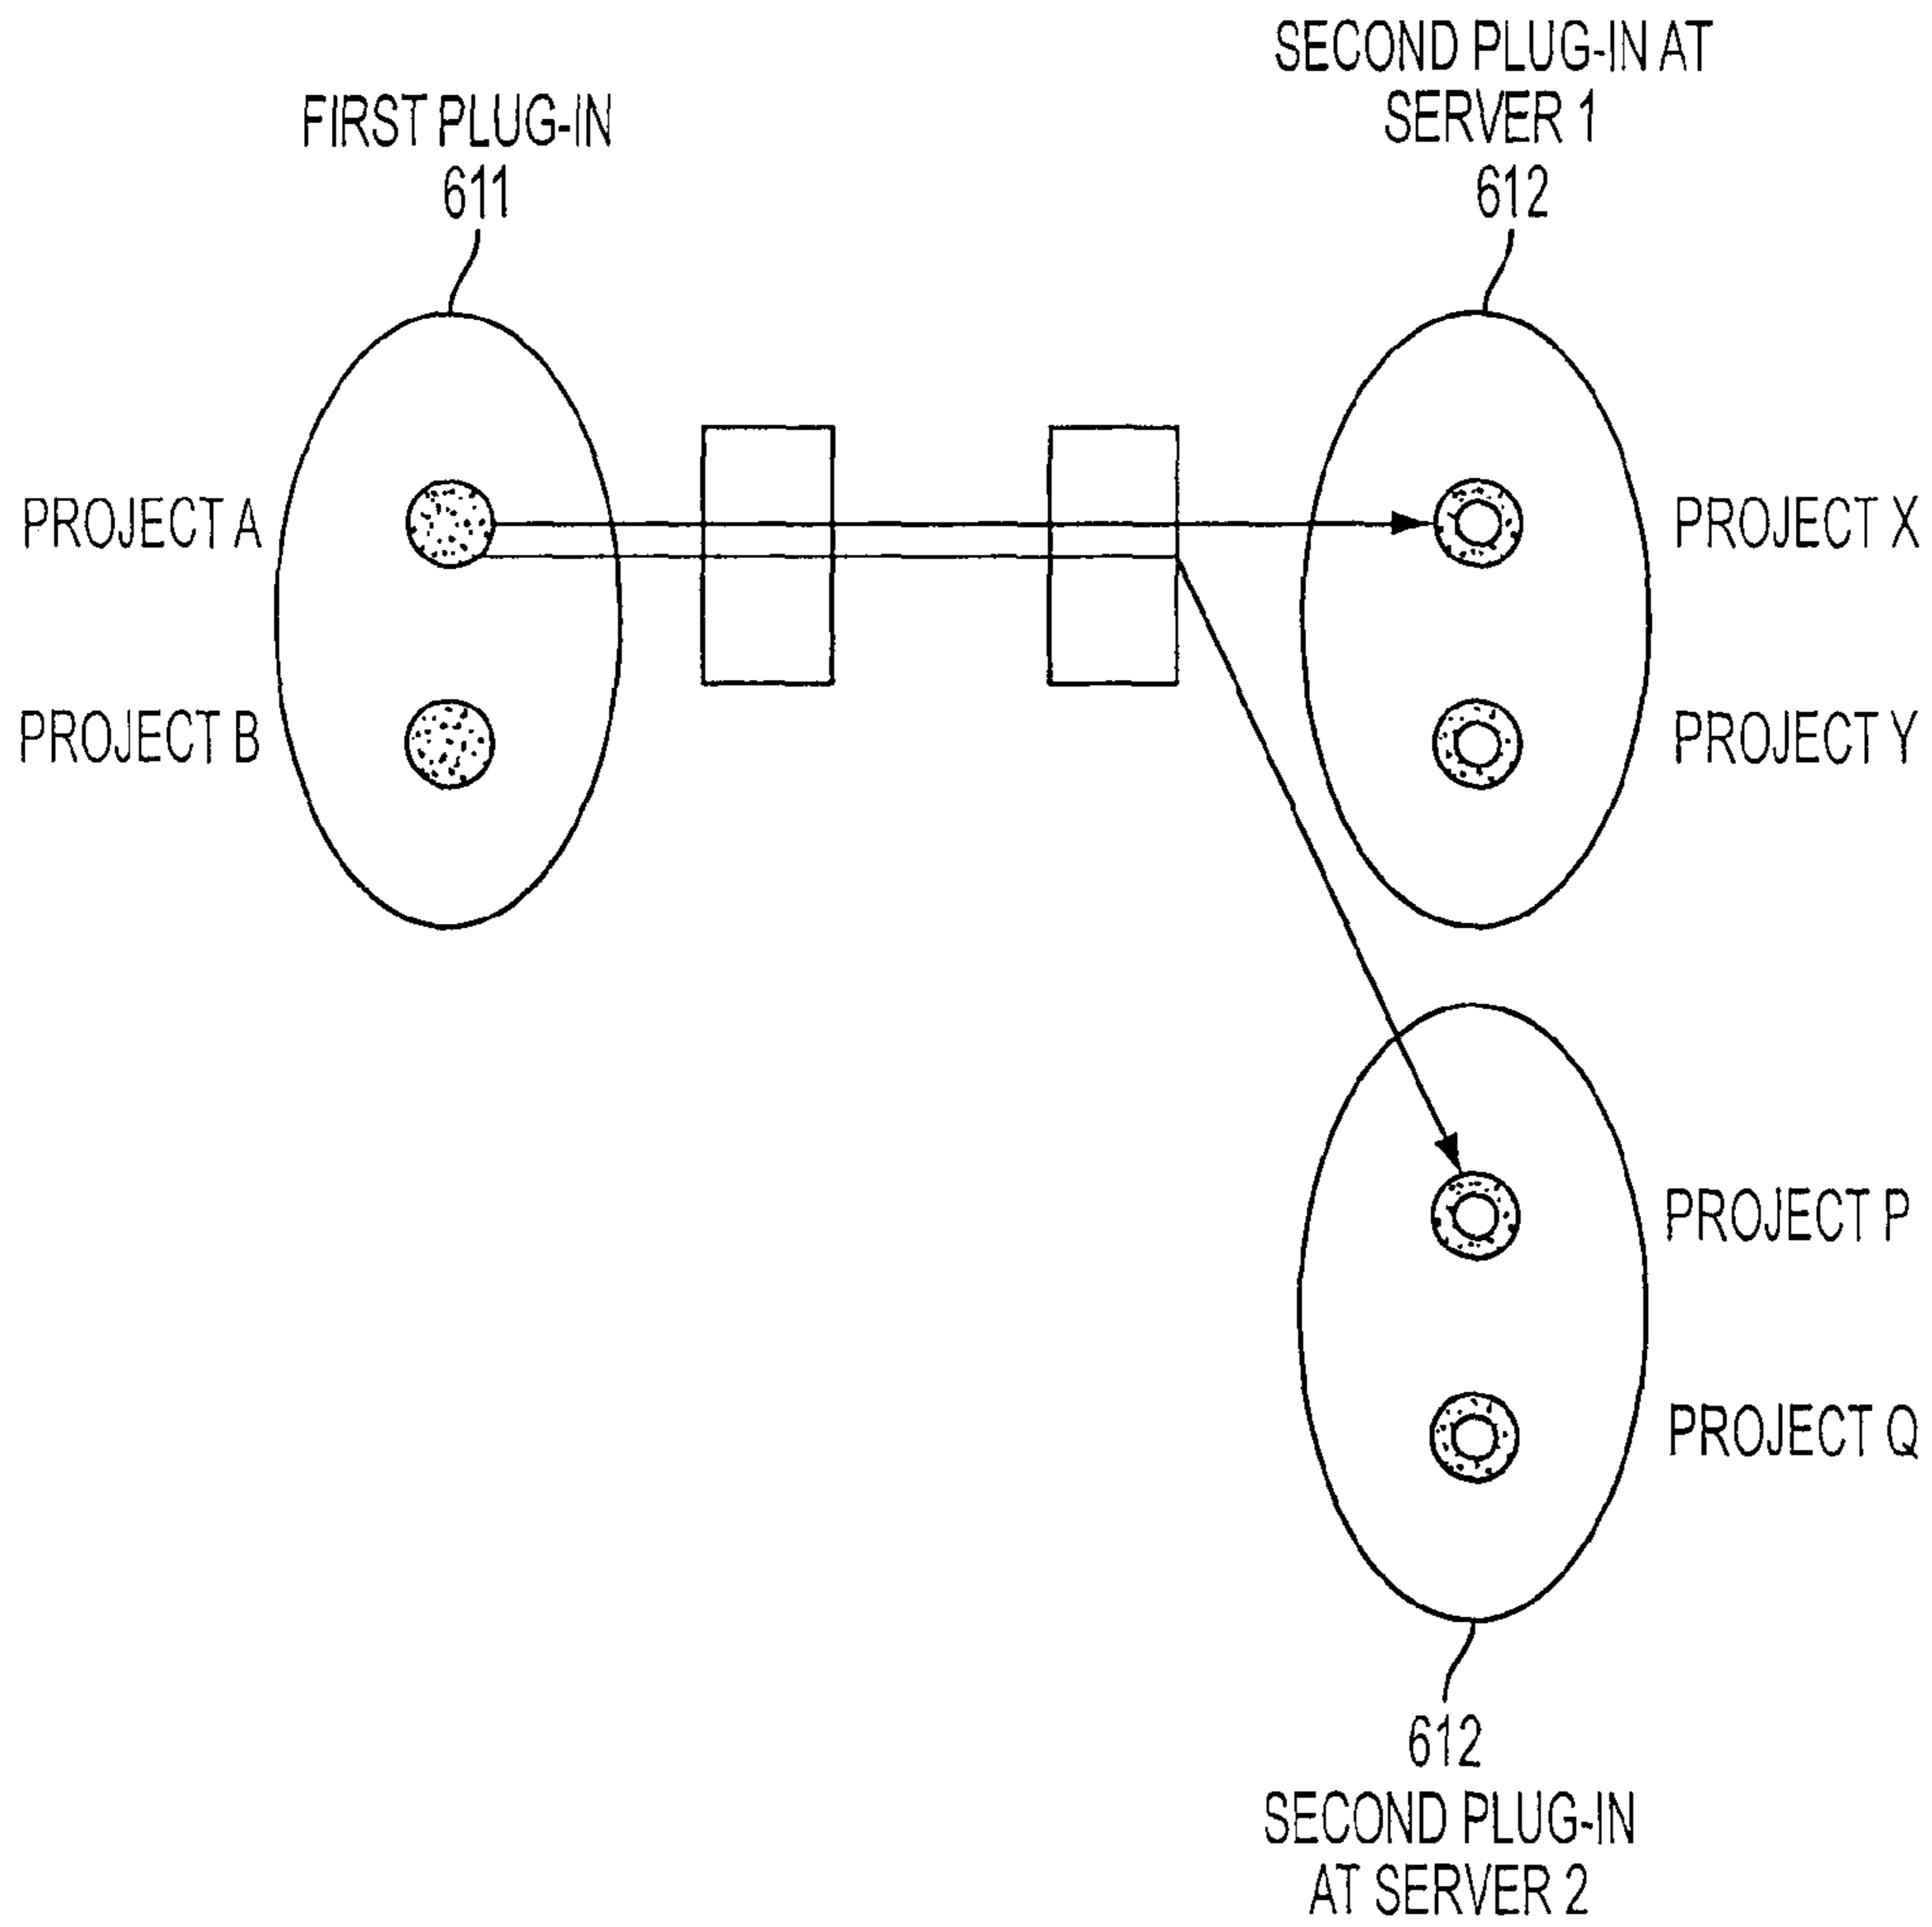 SECOND PLUG-IN AT
SERVER 1
612
FIRST PLUG-IN
611
PROJECT A
PROJECT X
PROJECT B
PROJECT Y
PROJECT P
PROJECT Q
612
SECOND PLUG-IN
AT SERVER 2